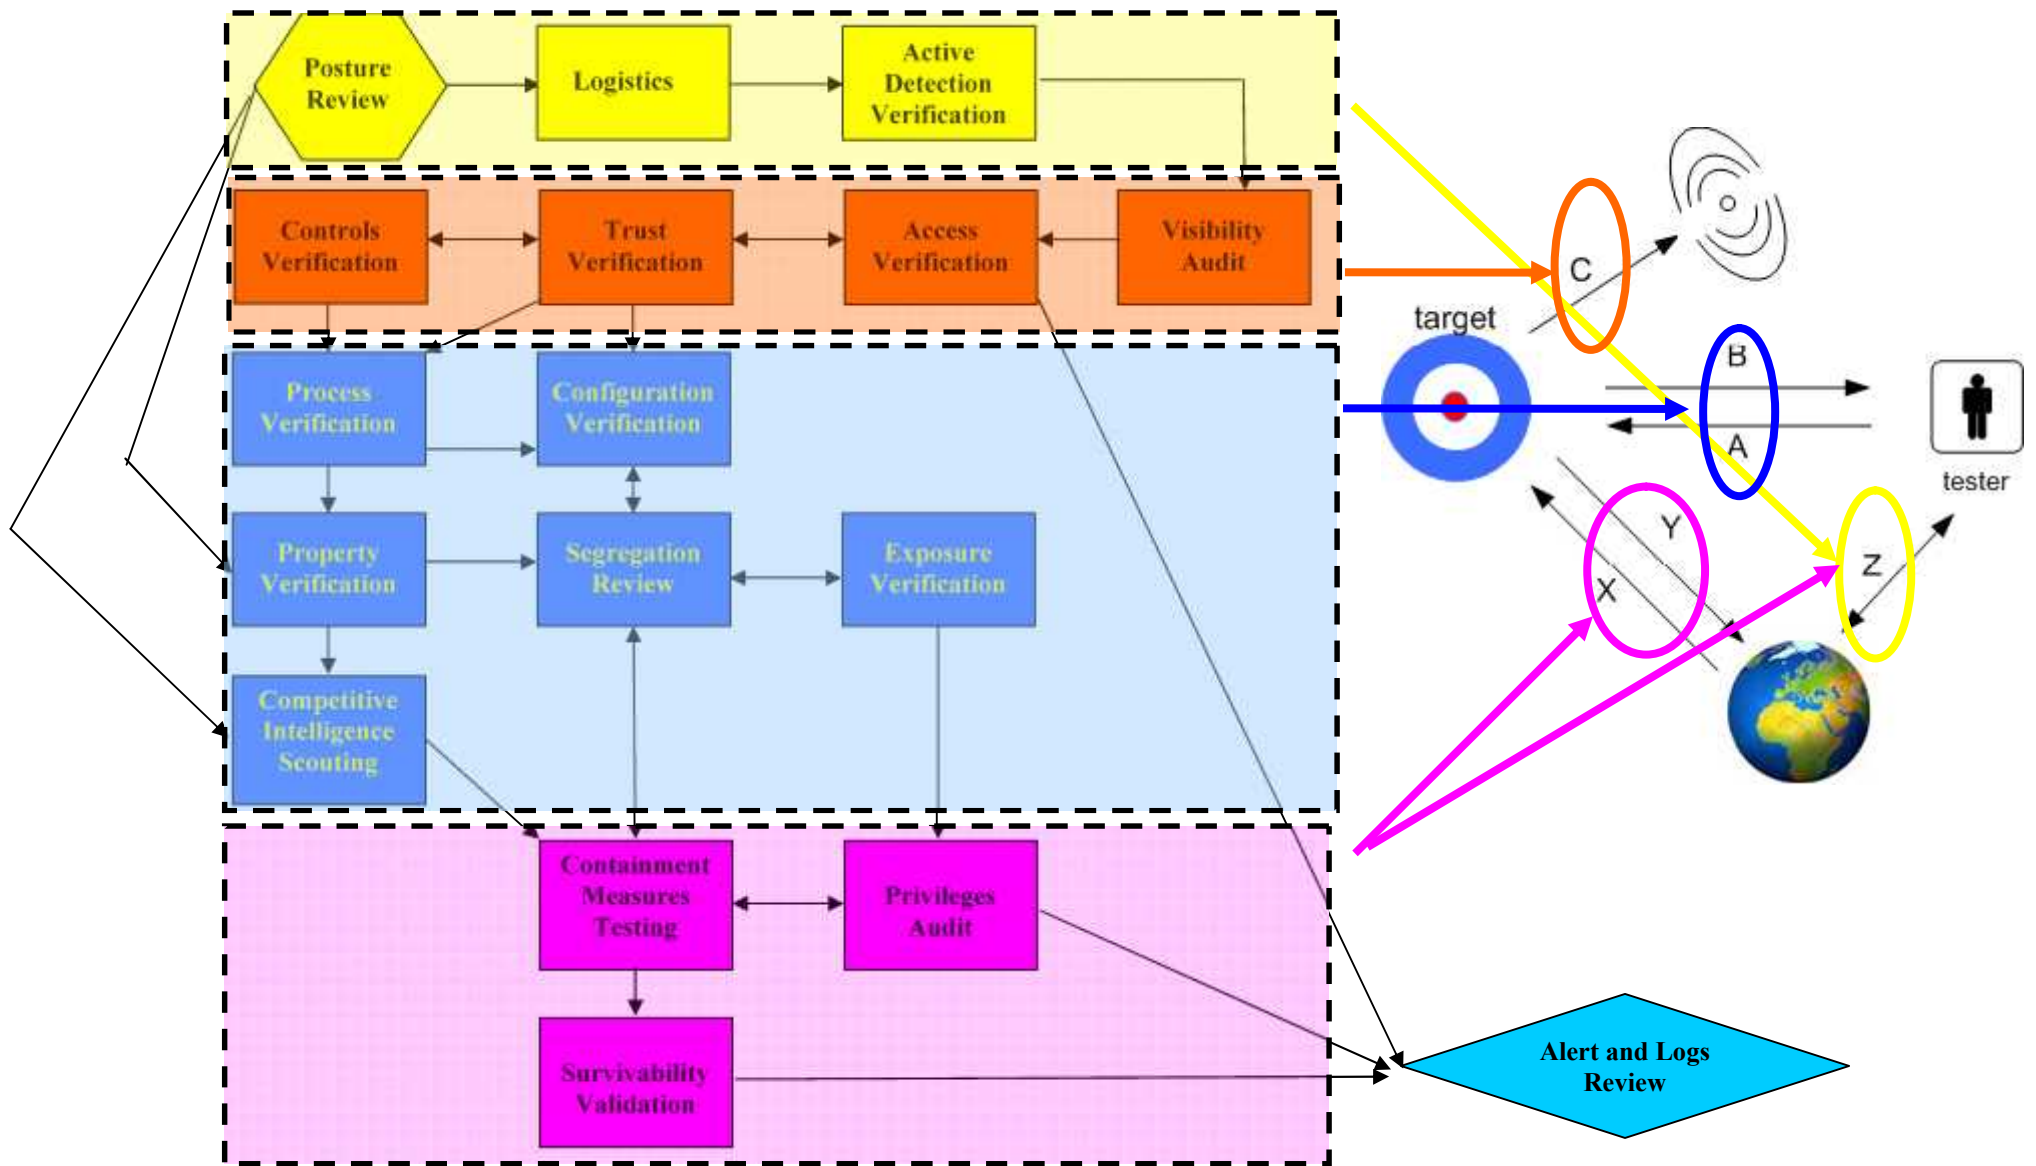 Posture
Review
Logistics
Active
Detection
Verification
Controls
Verification
Trust
Verification
Access
Verification
Visibility
Audit
Process
Verification
Configuration
Verification
Property
Verification
Segregation
Review
Exposure
Verification
Competitive
Intelligence
Scouting
Containment
Measures
Testing
Privileges
Audit
Survivability
Validation
C
target
B
A
tester
Y
X
Z
Alert and Logs
Review